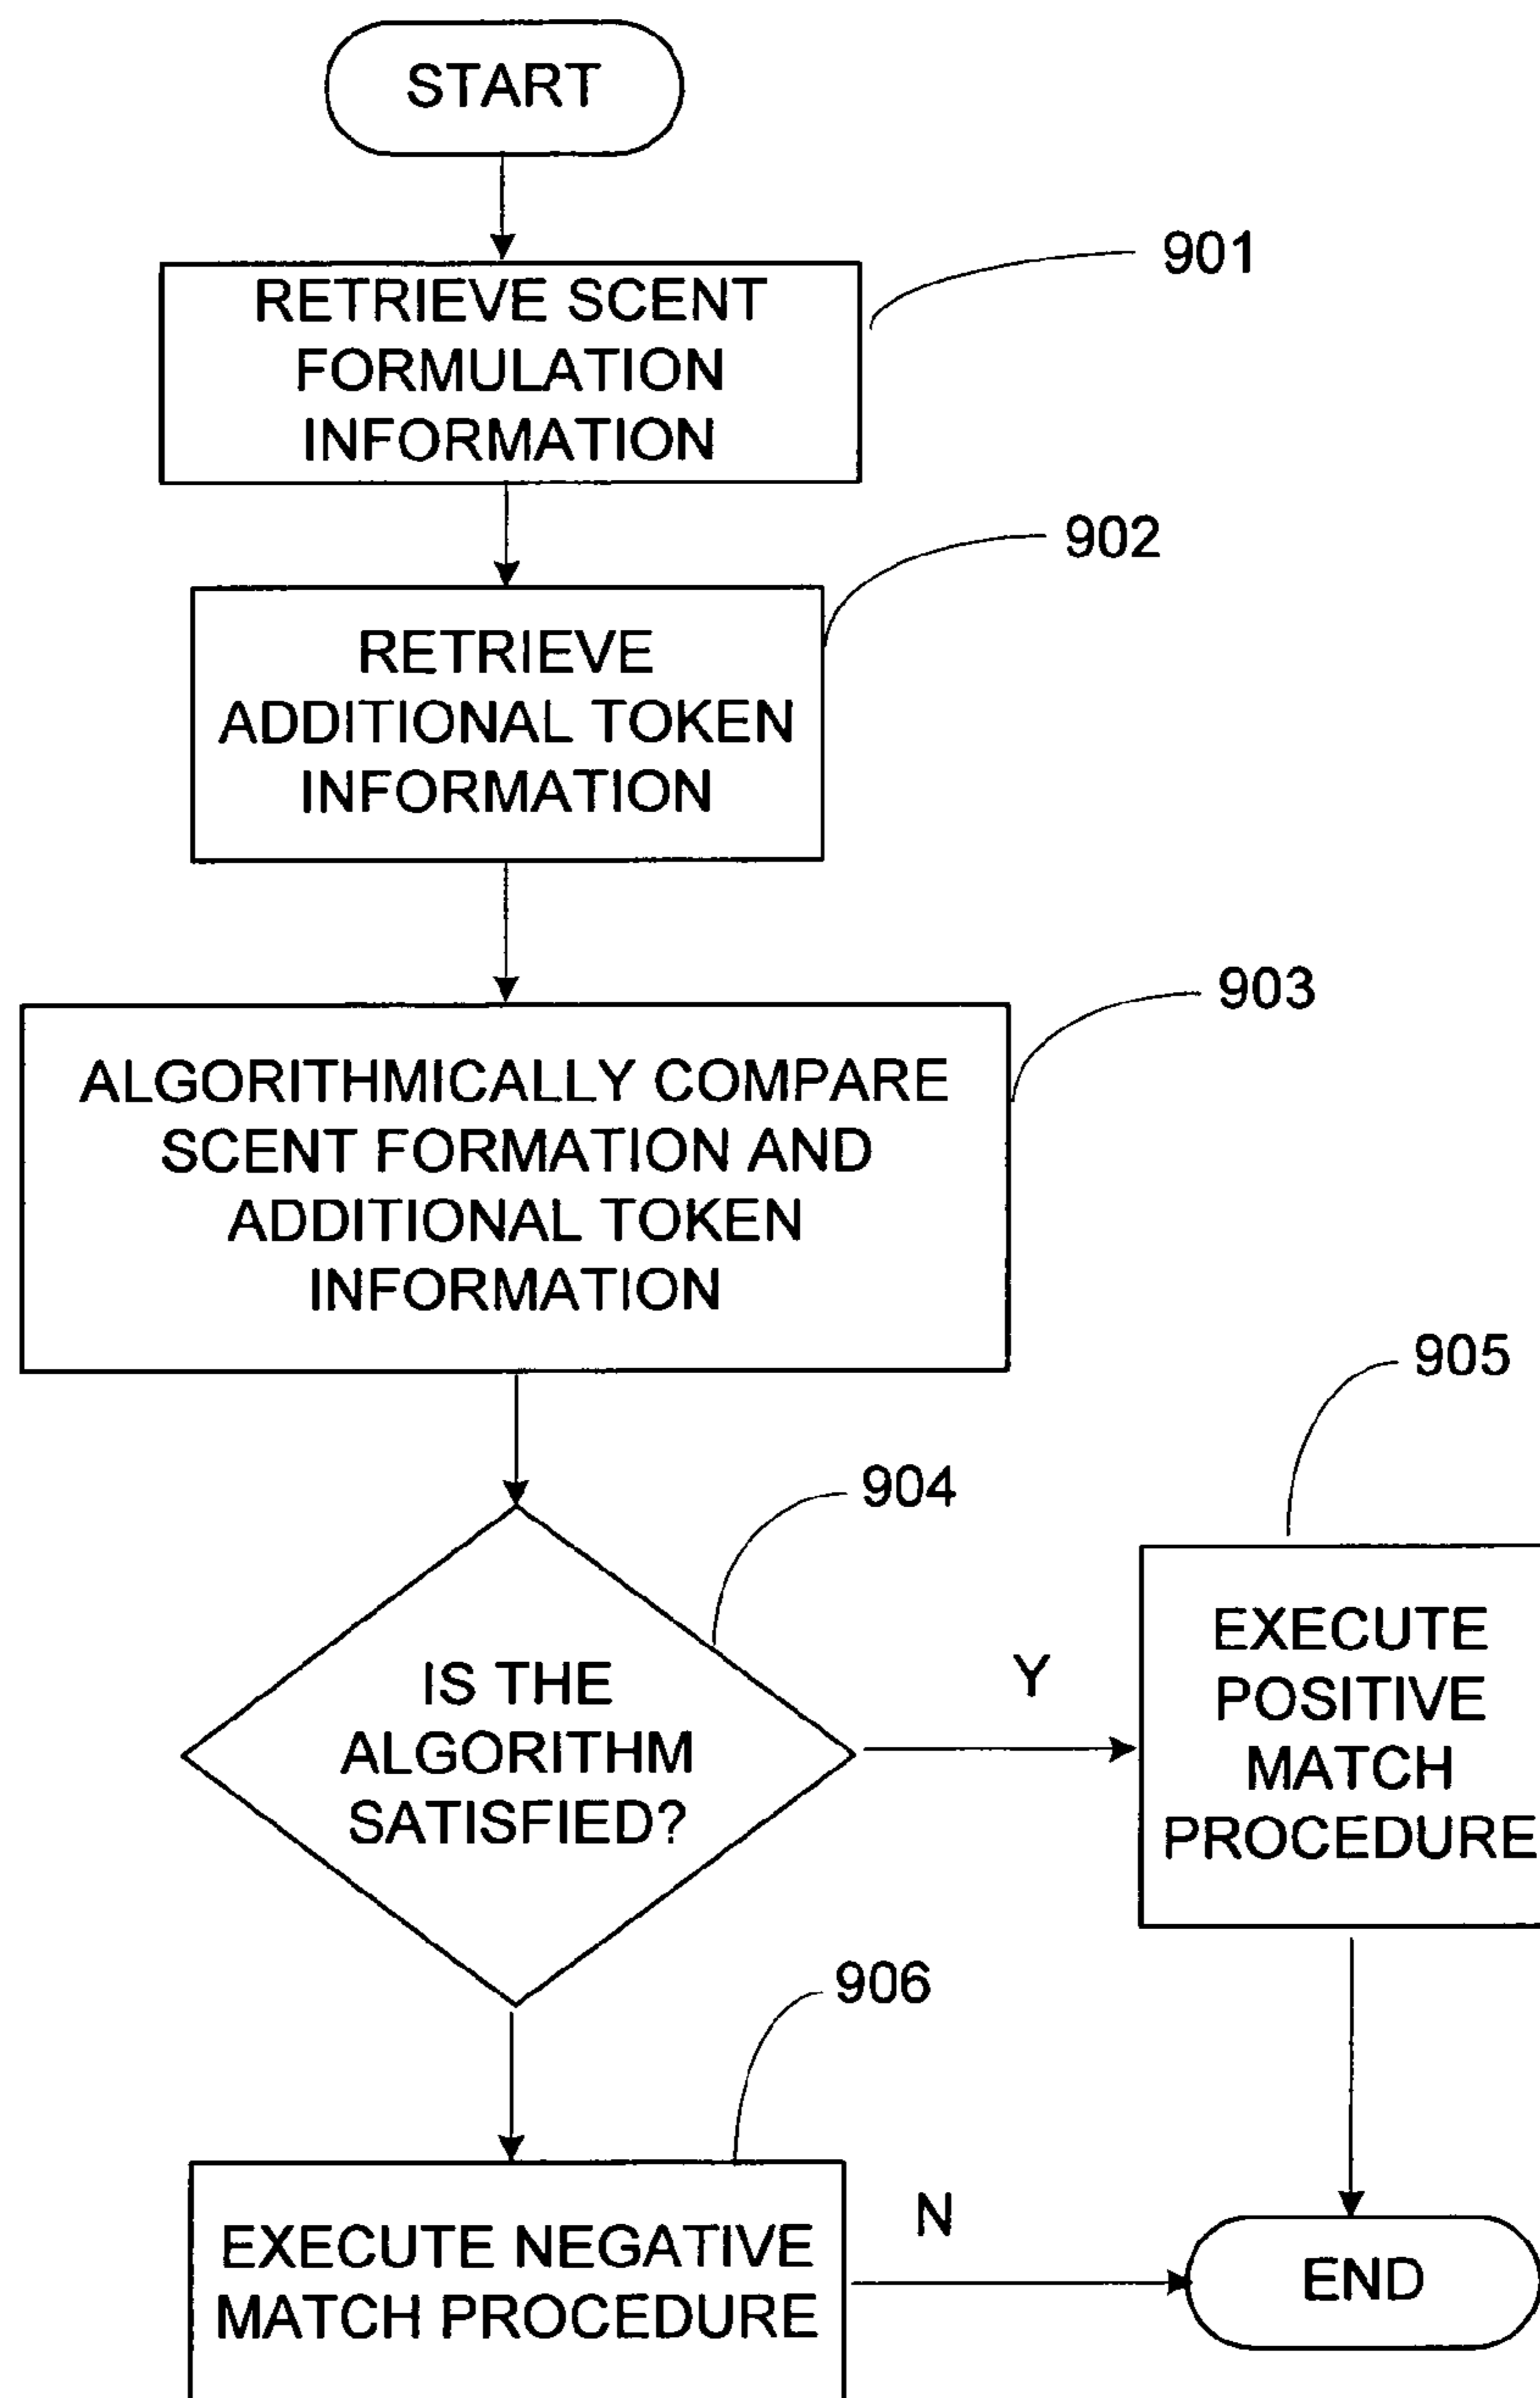 START
901
RETRIEVE SCENT
FORMULATION
INFORMATION
902
RETRIEVE
ADDITIONAL TOKEN
INFORMATION
903
ALGORITHMICALLY COMPARE
SCENT FORMATION AND
ADDITIONAL TOKEN
INFORMATION
904
IS THE
ALGORITHM
SATISFIED?
Y
905
EXECUTE
POSITIVE
MATCH
PROCEDURE
906
EXECUTE NEGATIVE
MATCH PROCEDURE
N
END